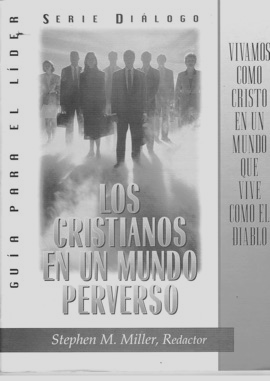 SERIE DIÁLOGO
GUÍA PARA EL LÍDER
LOS
CRISTIANOS
EN UN MUNDO
PERVERSO
Stephen M. Miller, Redactor
VIVAMOS
COMO
CRISTO
EN UN
MUNDO
QUE
VIVE
COMO EL
DIABLO